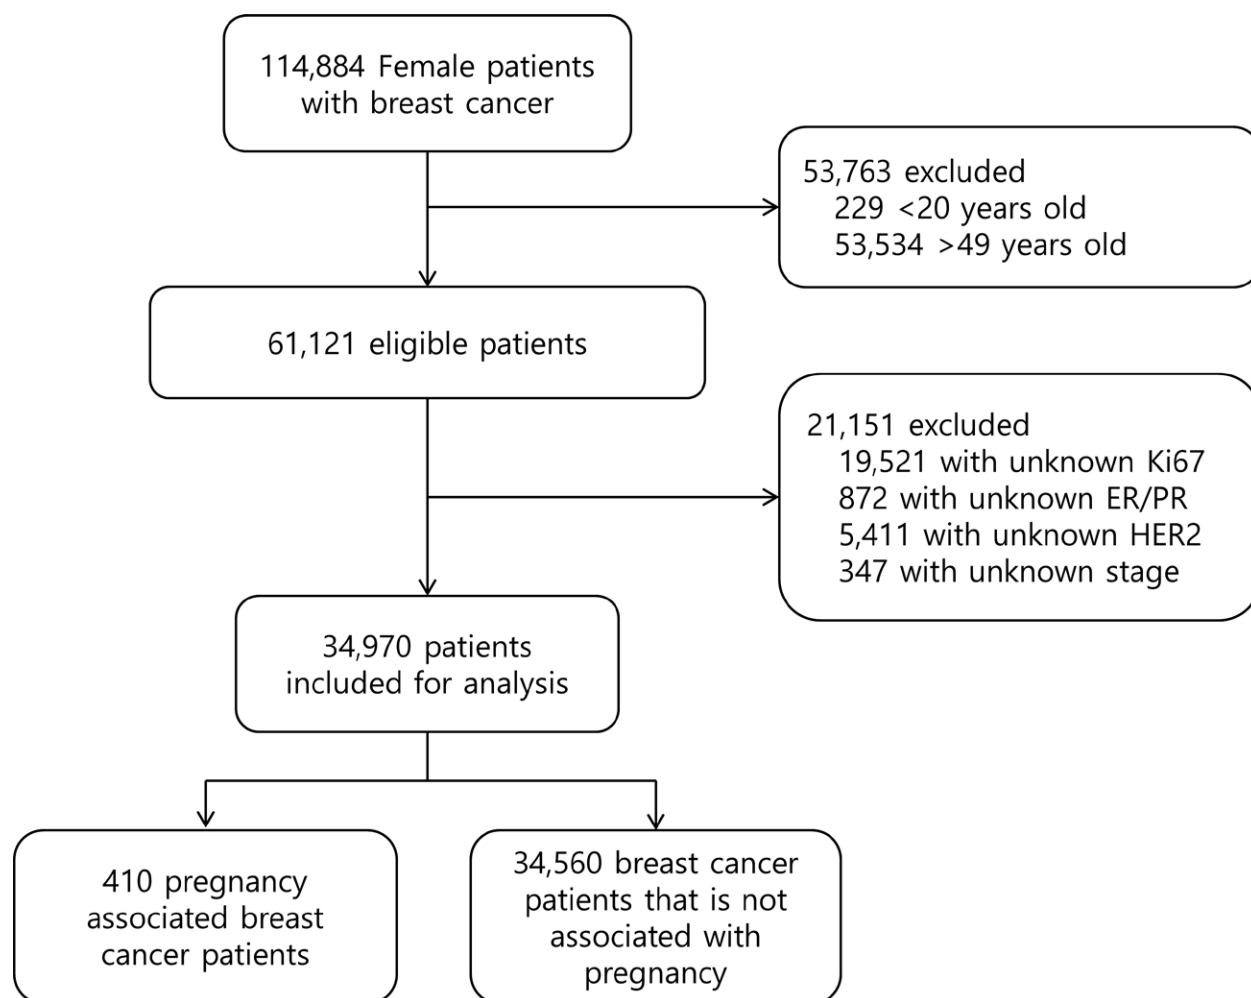 114,884 Female patients
with breast cancer
53,763 excluded
229 <20 years old
53,534 >49 years old
61,121 eligible patients
21,151 excluded
19,521 with unknown Ki67
872 with unknown ER/PR
5,411 with unknown HER2
347 with unknown stage
34,970 patients
included for analysis
410 pregnancy
associated breast
cancer patients
34,560 breast cancer
patients that is not
associated with
pregnancy